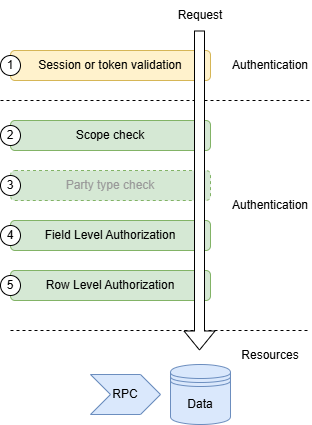 Request
1 Session or token validation Authentication
2 Scope check
3 Party type check
Authentication
4 Field Level Authorization
5 Row Level Authorization
Resources
RPC
Data